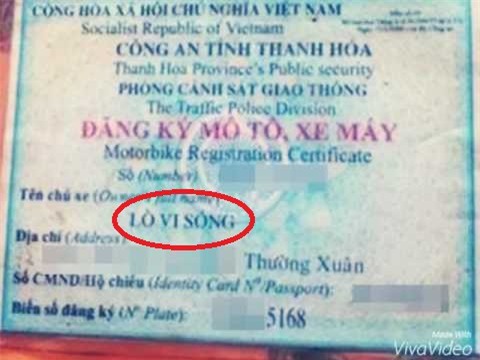 CỘNG HÒA XÃ HỘI CHỦ NGHĨA VIỆT NAM
Socialist Republic of Vietnam
CÔNG AN TỈNH THANH HÓA
Thanh Hoa Province's Public security
PHÒNG CẢNH SÁT GIAO THÔNG
The Traffic Police Division
ĐĂNG KÝ MÔ TÔ, XE MÁY
Motorbike Registration Certificate
Số (Number)
Tên chủ xe (Owner's full name)
LÒ VI SÓNG
Địa chỉ (Address)
Thường Xuân
Số CMND/Hộ chiếu (Identity Card Nº/Passport):
Biển số đăng ký (Nº Plate): 5168
Made With
VivaVideo